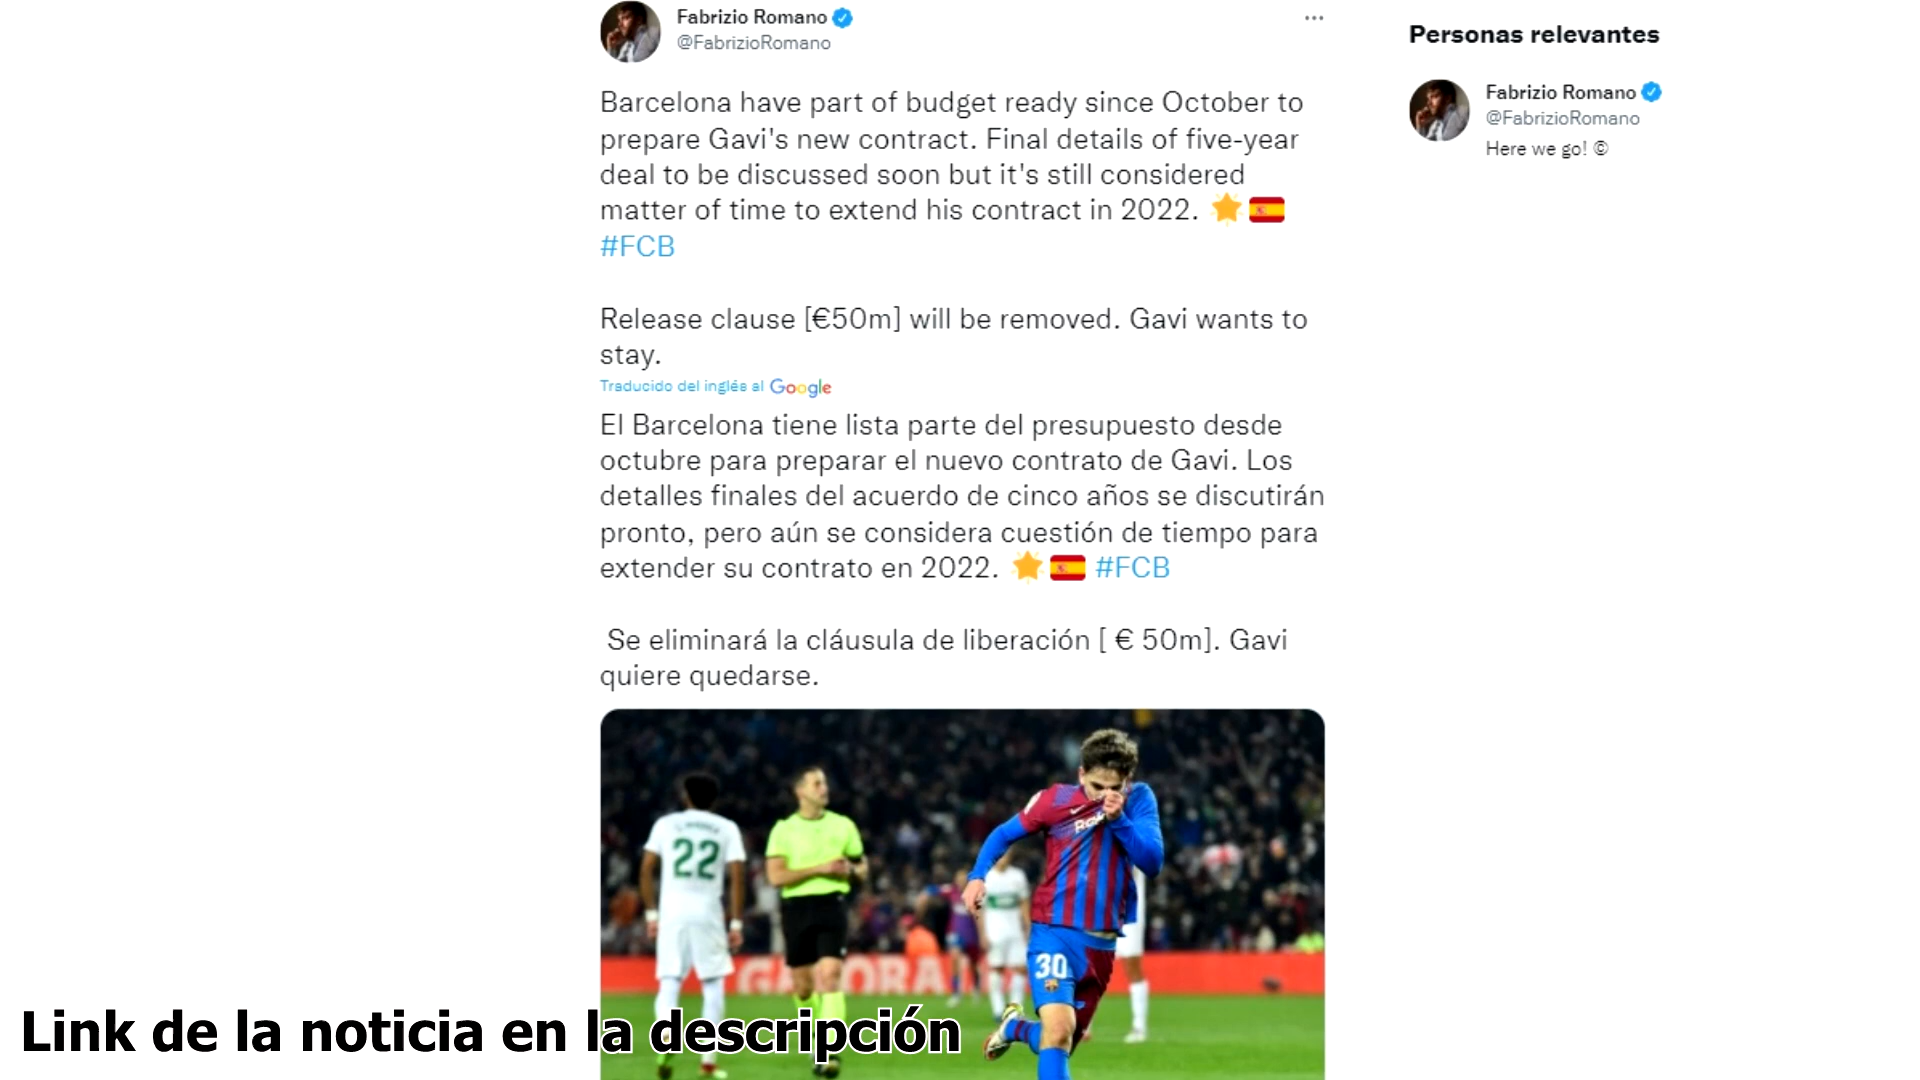 Fabrizio Romano
@FabrizioRomano
Barcelona have part of budget ready since October to
prepare Gavi's new contract. Final details of five-year
deal to be discussed soon but it's still considered
matter of time to extend his contract in 2022.
#FCB
Release clause [€50m] will be removed. Gavi wants to
stay.
Traducido del inglés al Google
El Barcelona tiene lista parte del presupuesto desde
octubre para preparar el nuevo contrato de Gavi. Los
detalles finales del acuerdo de cinco años se discutirán
pronto, pero aún se considera cuestión de tiempo para
extender su contrato en 2022. #FCB
Se eliminará la cláusula de liberación [ € 50m]. Gavi
quiere quedarse.
22
30
Link de la noticia en la descripción
Personas relevantes
Fabrizio Romano
@FabrizioRomano
Here we go! ©